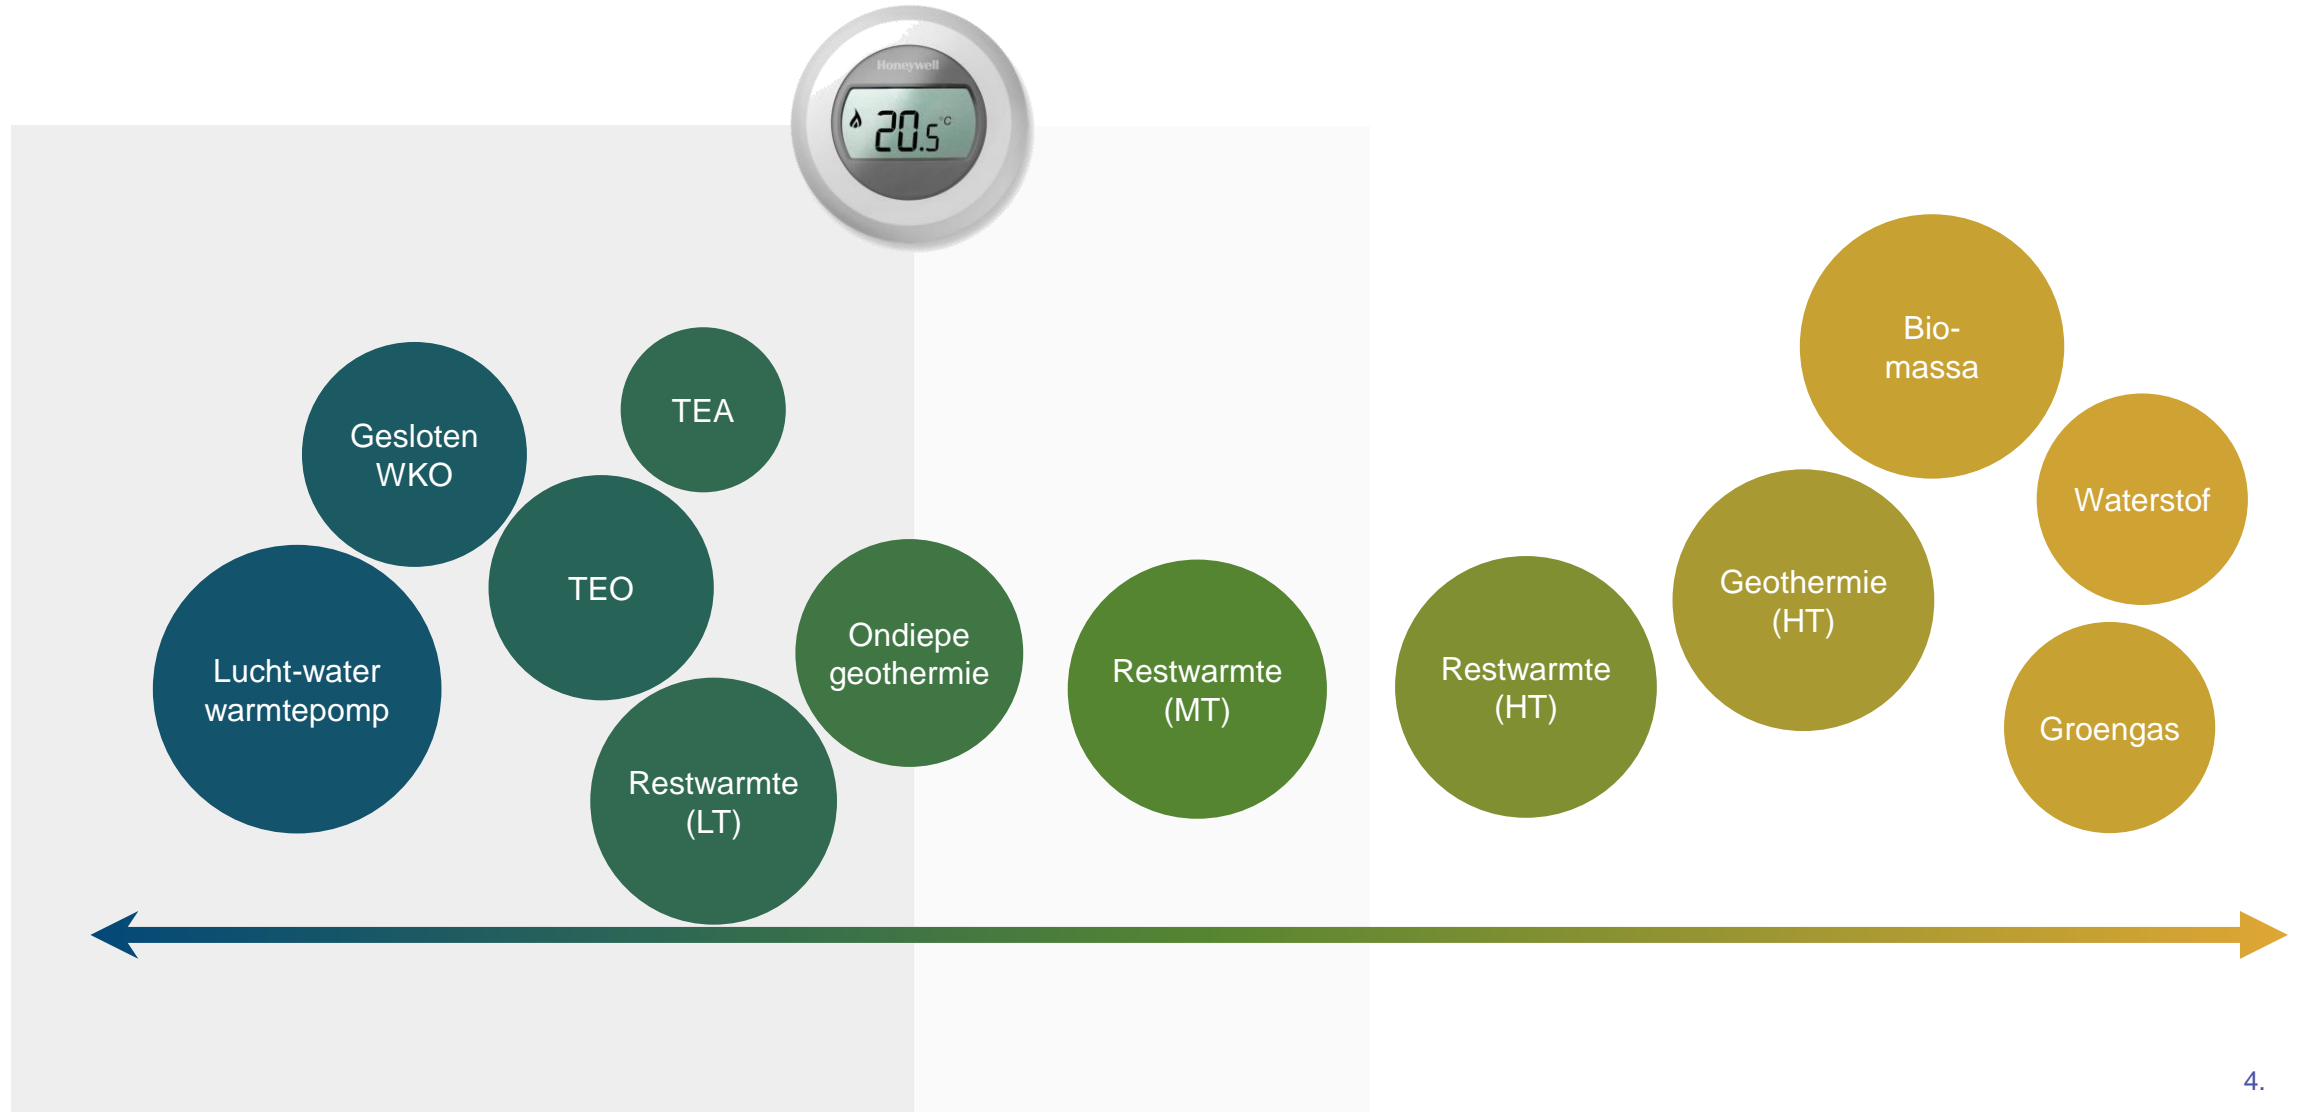 Honeywell
20.5°C
Bio-
massa
TEA
Gesloten
WKO
Waterstof
TEO
Geothermie
(HT)
Ondiepe
geothermie
Lucht-water
warmtepomp
Restwarmte
(MT)
Restwarmte
(HT)
Groengas
Restwarmte
(LT)
4.